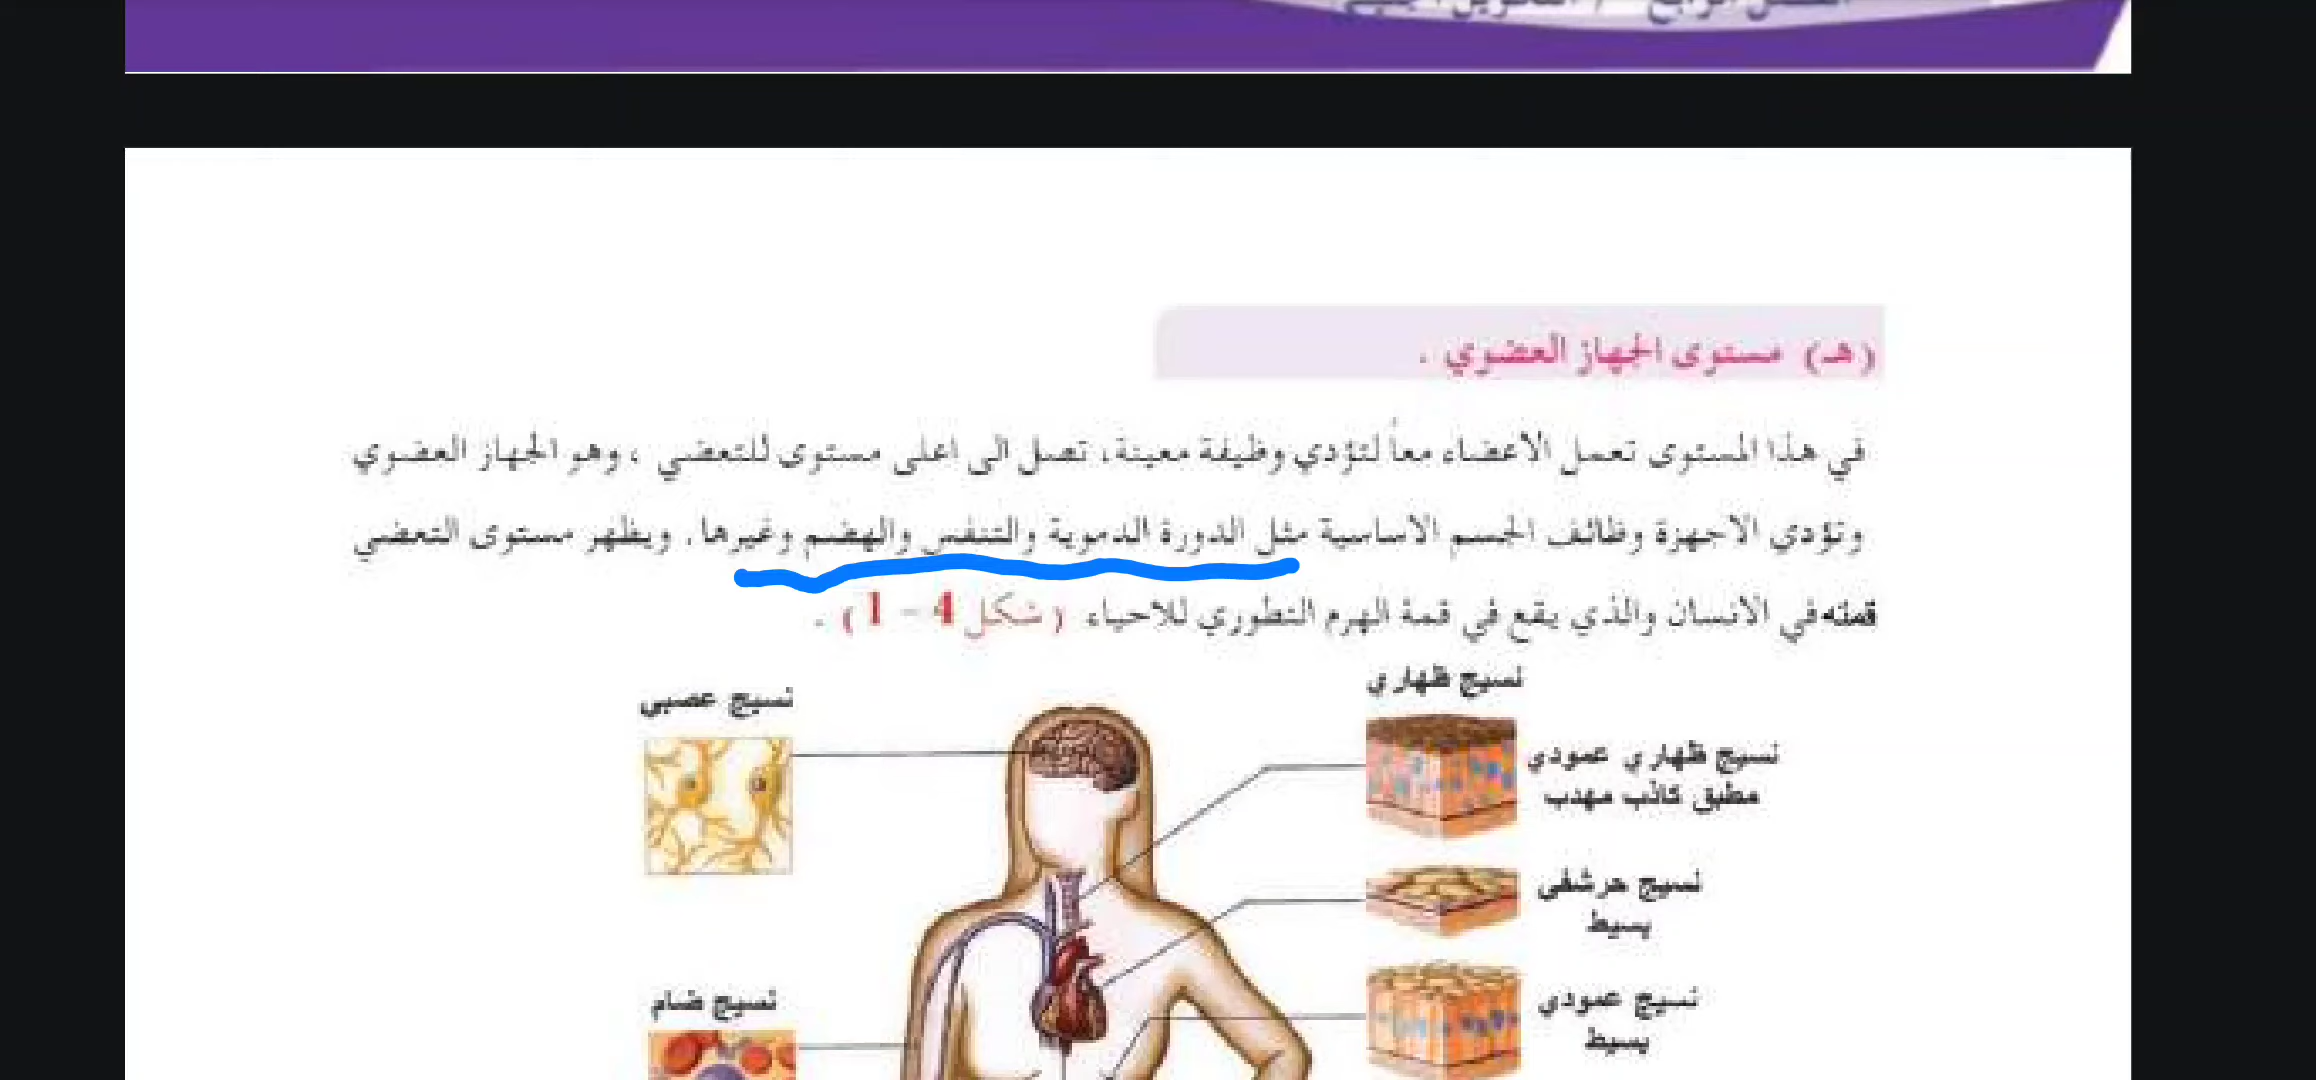 (هـ) مستوى الجهاز العضوي .
في هذا المستوى تعمل الاعضاء معاً لتؤدي وظيفة معينة، تصل الى اعلى مستوى للتعضي ، وهو الجهاز العضوي
وتؤدي الاجهزة وظائف الجسم الاساسية مثل الدورة الدموية والتنفس والهضم وغيرها . ويظهر مستوى التعضي
قمته في الانسان والذي يقع في قمة الهرم التطوري للاحياء ( شكل 4 - 1 ) .
نسيج ظهاري
نسيج عصبي
نسيج ظهاري عمودي
مطبق كاذب مهدب
نسيج حرشفي
بسيط
نسيج عمودي
بسيط
نسيج ضام